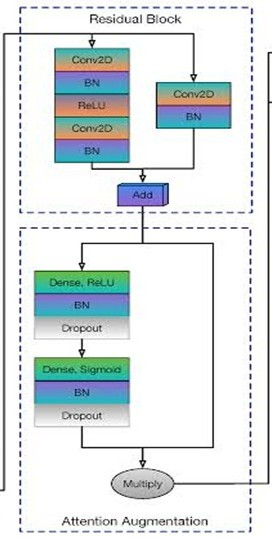 Residual Block
Conv2D
BN
ReLU
Conv2D
BN
Conv2D
BN
Add
Dense, ReLU
BN
Dropout
Dense, Sigmoid
BN
Dropout
Multiply
Attention Augmentation